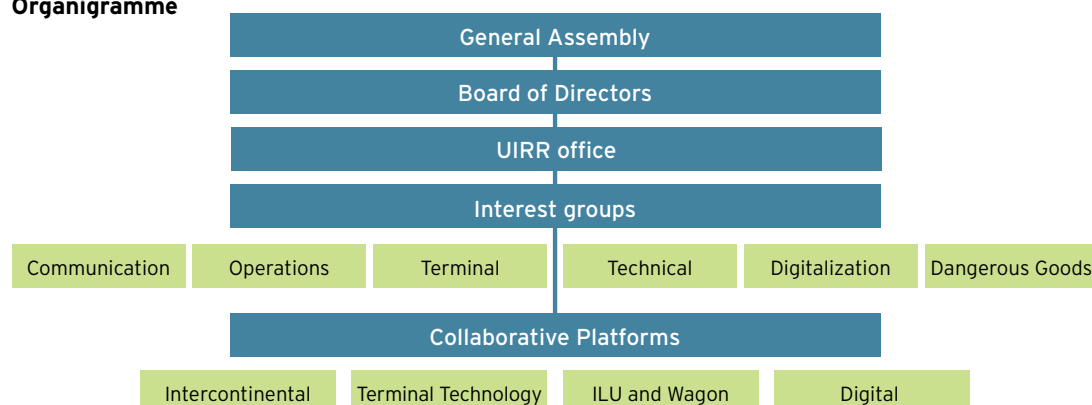 Organigramme
General Assembly
Board of Directors
UIRR office
Interest groups
Communication
Operations
Terminal
Technical
Digitalization
Dangerous Goods
Collaborative Platforms
Intercontinental
Terminal Technology
ILU and Wagon
Digital